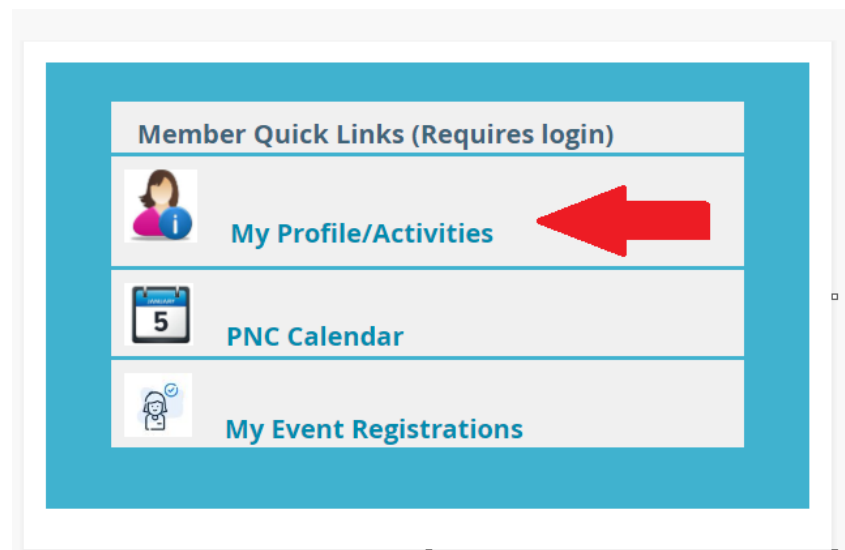 Member Quick Links (Requires login)
i
My Profile/Activities
JANUARY
5
PNC Calendar
My Event Registrations